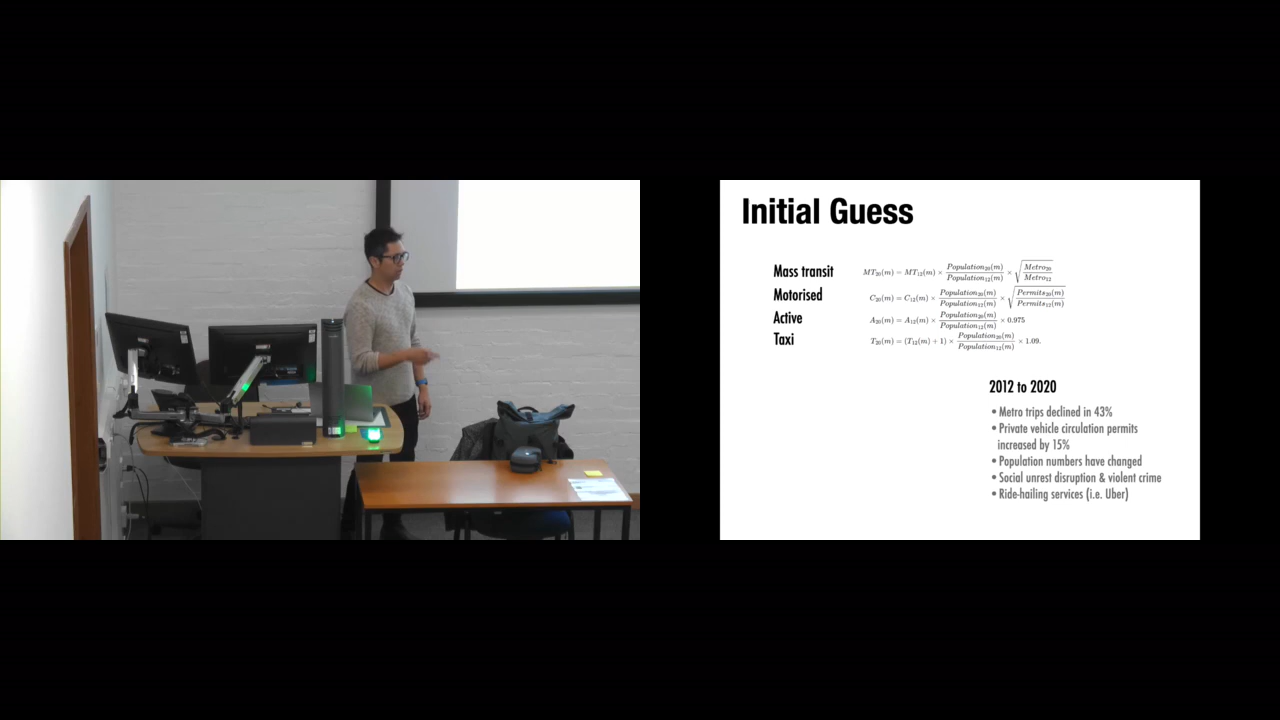 Initial Guess
Mass transit MT₂₀(m) = MT₁₂(m) × Population₂₀(m) / Population₁₂(m) × √(Metro₂₀ / Metro₁₂)
Motorised C₂₀(m) = C₁₂(m) × Population₂₀(m) / Population₁₂(m) × √(Permits₂₀(m) / Permits₁₂(m))
Active A₂₀(m) = A₁₂(m) × Population₂₀(m) / Population₁₂(m) × 0.975
Taxi T₂₀(m) = (T₁₂(m) + 1) × Population₂₀(m) / Population₁₂(m) × 1.09.
2012 to 2020
• Metro trips declined in 43%
• Private vehicle circulation permits
increased by 15%
• Population numbers have changed
• Social unrest disruption & violent crime
• Ride-hailing services (i.e. Uber)